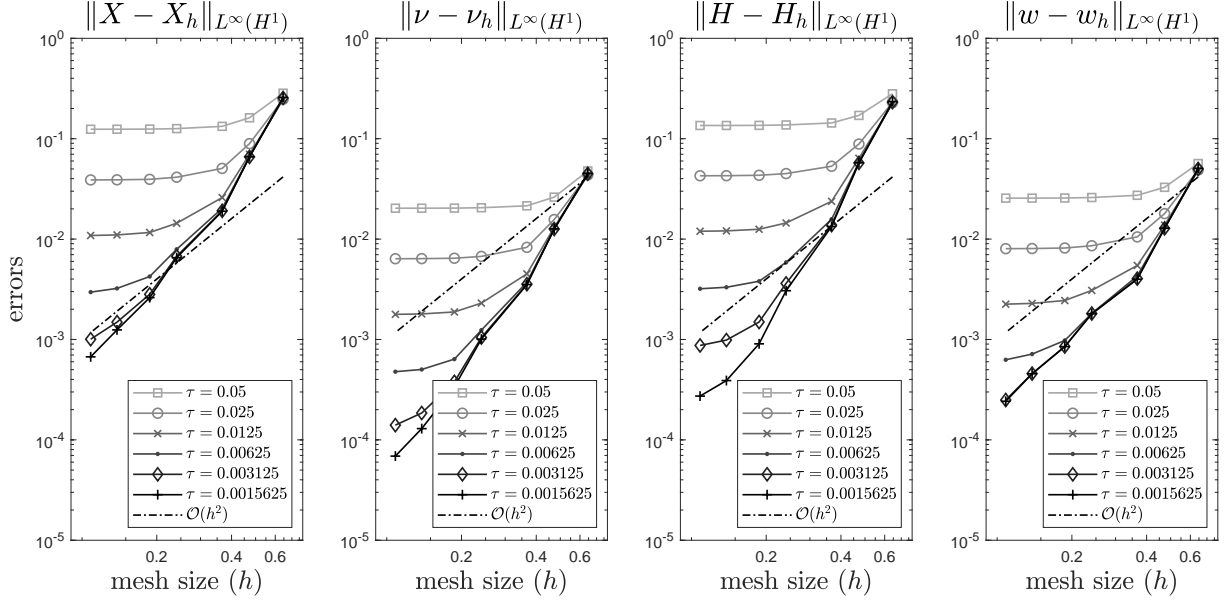 ‖X − X_h‖_{L^∞(H^1)}
‖ν − ν_h‖_{L^∞(H^1)}
‖H − H_h‖_{L^∞(H^1)}
‖w − w_h‖_{L^∞(H^1)}
errors
10^0
10^{-1}
10^{-2}
10^{-3}
10^{-4}
10^{-5}
τ = 0.05
τ = 0.025
τ = 0.0125
τ = 0.00625
τ = 0.003125
τ = 0.0015625
O(h^2)
0.2 0.4 0.6
mesh size (h)
10^0
10^{-1}
10^{-2}
10^{-3}
10^{-4}
10^{-5}
τ = 0.05
τ = 0.025
τ = 0.0125
τ = 0.00625
τ = 0.003125
τ = 0.0015625
O(h^2)
0.2 0.4 0.6
mesh size (h)
10^0
10^{-1}
10^{-2}
10^{-3}
10^{-4}
10^{-5}
τ = 0.05
τ = 0.025
τ = 0.0125
τ = 0.00625
τ = 0.003125
τ = 0.0015625
O(h^2)
0.2 0.4 0.6
mesh size (h)
10^0
10^{-1}
10^{-2}
10^{-3}
10^{-4}
10^{-5}
τ = 0.05
τ = 0.025
τ = 0.0125
τ = 0.00625
τ = 0.003125
τ = 0.0015625
O(h^2)
0.2 0.4 0.6
mesh size (h)